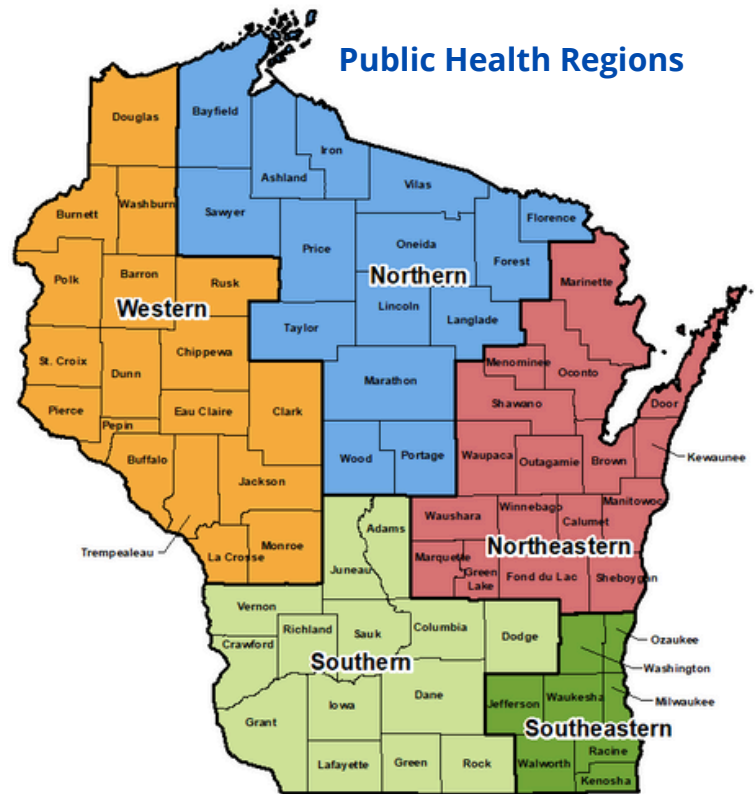 Public Health Regions
Douglas
Bayfield
Iron
Ashland
Vilas
Burnett
Washburn
Sawyer
Florence
Price
Oneida
Forest
Marinette
Polk
Barron
Rusk
Northern
Western
Lincoln
Langlade
Taylor
St. Croix
Dunn
Chippewa
Menominee
Oconto
Marathon
Shawano
Door
Pierce
Pepin
Eau Claire
Clark
Buffalo
Wood
Portage
Waupaca
Outagamie
Brown
Kewaunee
Jackson
Waushara
Winnebago
Manitowoc
Calumet
Adams
Trempealeau
La Crosse
Monroe
Northeastern
Juneau
Marquette
Green
Lake
Fond du Lac
Sheboygan
Vernon
Richland
Sauk
Columbia
Dodge
Crawford
Ozaukee
Southern
Washington
Grant
Iowa
Dane
Jefferson
Waukesha
Milwaukee
Southeastern
Lafayette
Green
Rock
Walworth
Racine
Kenosha